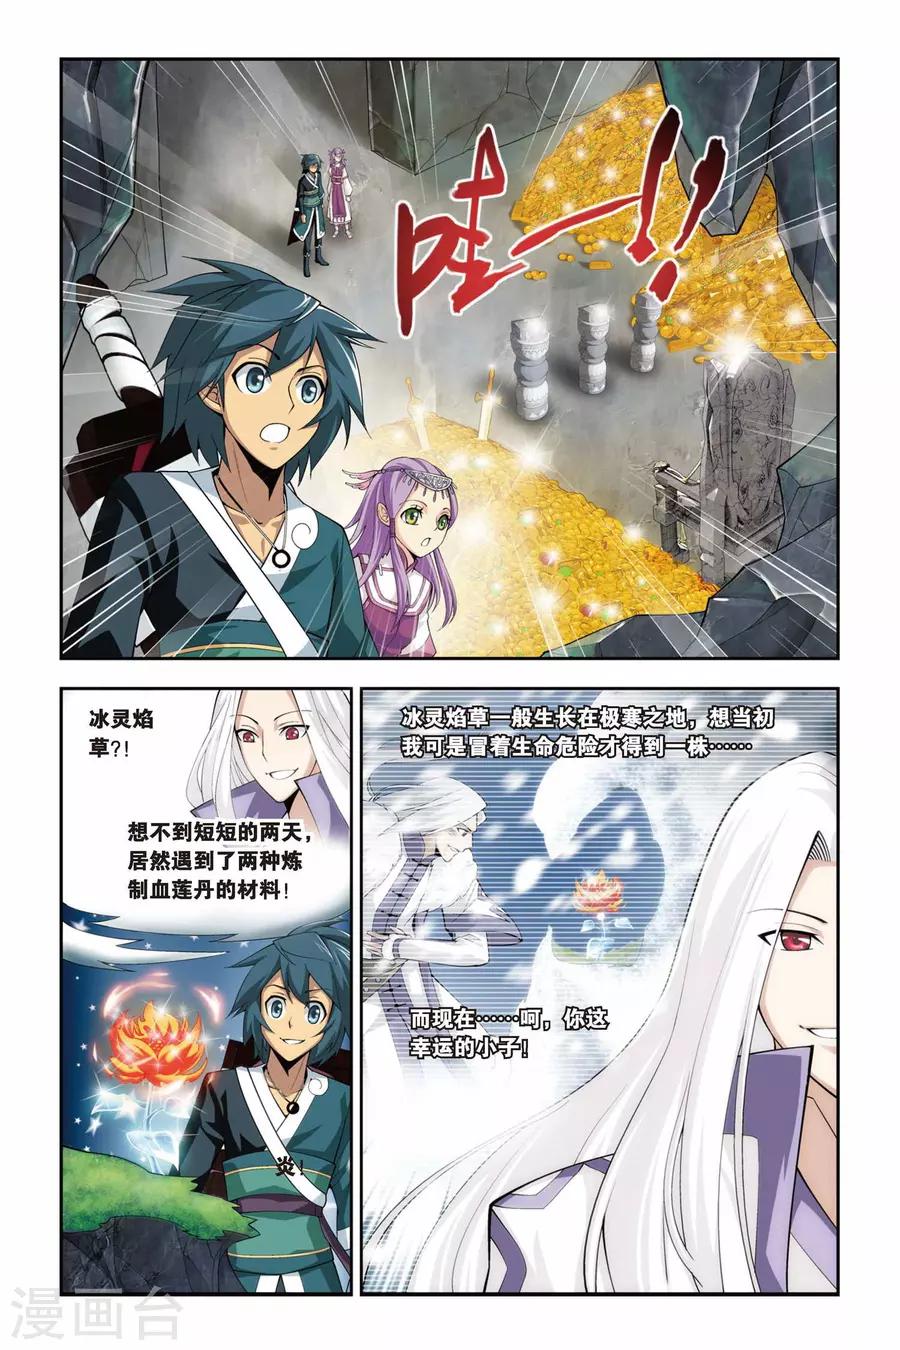 哇—!!
冰灵焰
草?!
想不到短短的两天，
居然遇到了两种炼
制血莲丹的材料！
炎！
冰灵焰草一般生长在极寒之地，想当初
我可是冒着生命危险才得到一株……
而现在……呵，你这
幸运的小子！
漫画台